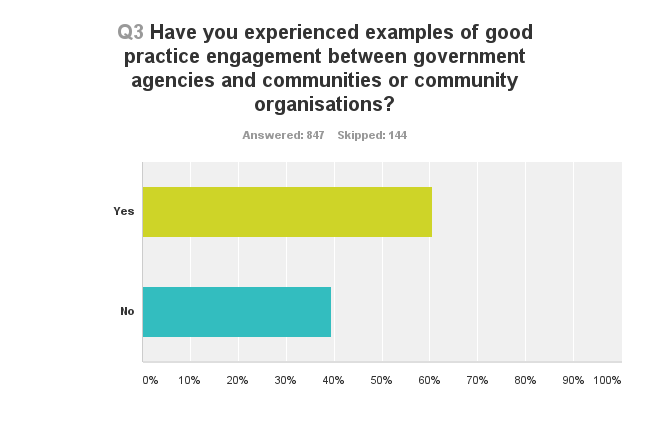 Q3 Have you experienced examples of good
practice engagement between government
agencies and communities or community
organisations?
Answered: 847 Skipped: 144
Yes
No
0% 10% 20% 30% 40% 50% 60% 70% 80% 90% 100%